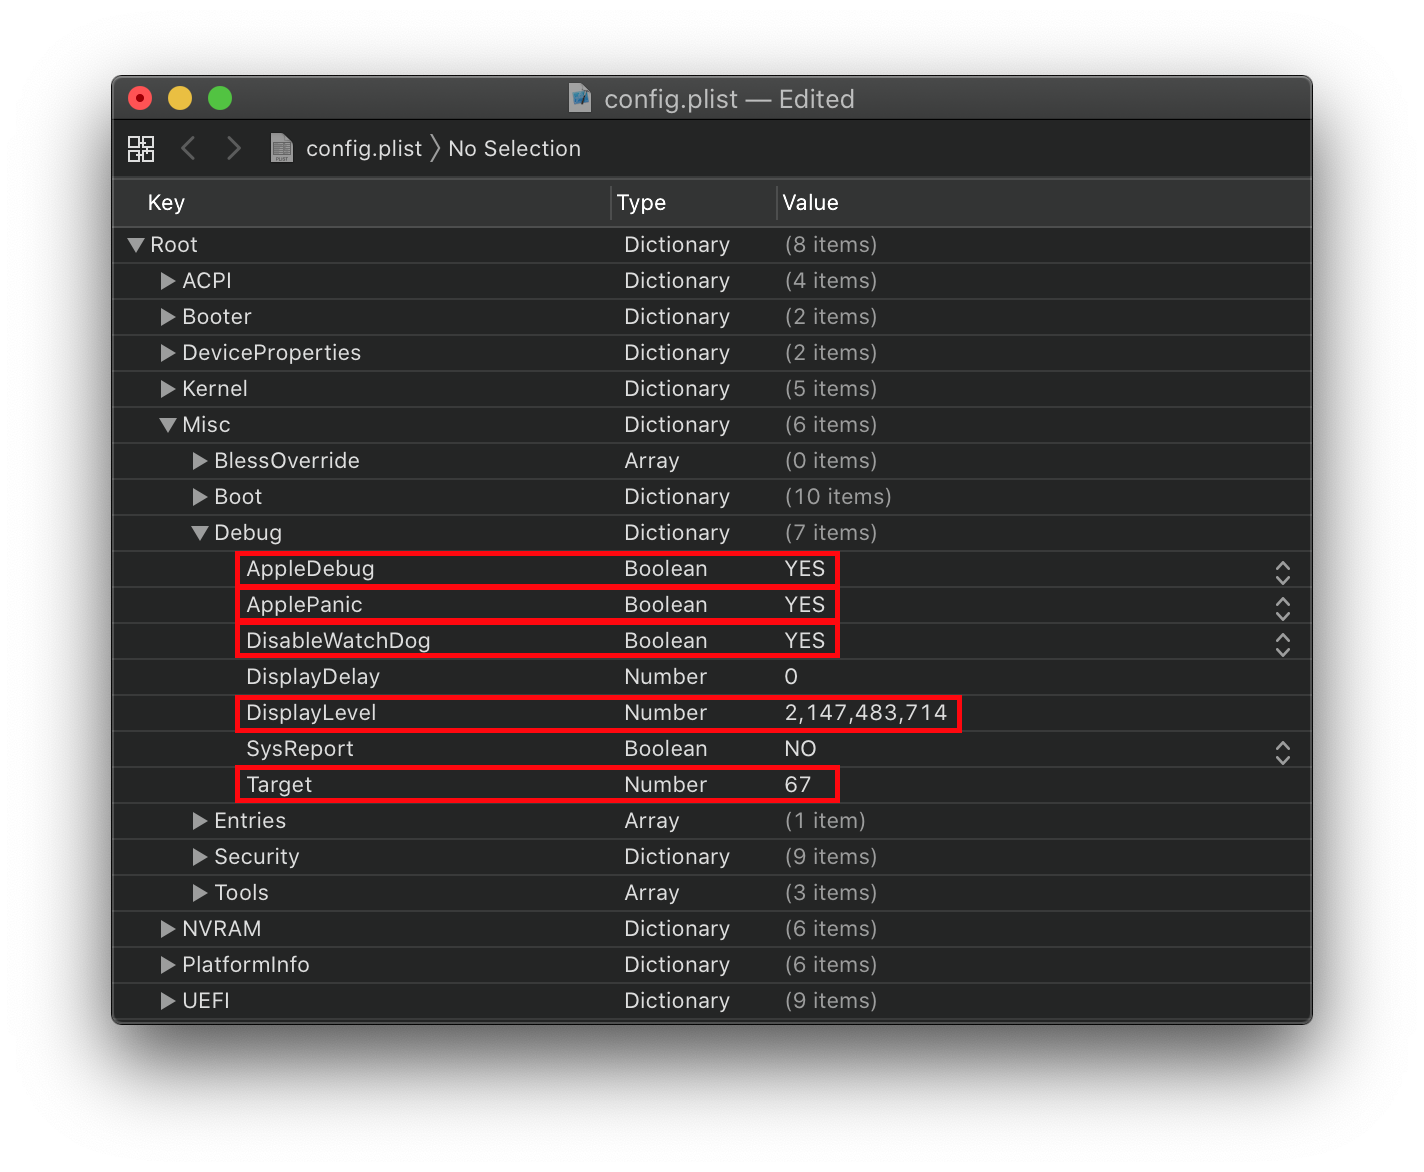 config.plist — Edited
config.plist 〉No Selection
Key Type Value
Root Dictionary (8 items)
ACPI Dictionary (4 items)
Booter Dictionary (2 items)
DeviceProperties Dictionary (2 items)
Kernel Dictionary (5 items)
Misc Dictionary (6 items)
BlessOverride Array (0 items)
Boot Dictionary (10 items)
Debug Dictionary (7 items)
AppleDebug Boolean YES
ApplePanic Boolean YES
DisableWatchDog Boolean YES
DisplayDelay Number 0
DisplayLevel Number 2,147,483,714
SysReport Boolean NO
Target Number 67
Entries Array (1 item)
Security Dictionary (9 items)
Tools Array (3 items)
NVRAM Dictionary (6 items)
PlatformInfo Dictionary (6 items)
UEFI Dictionary (9 items)